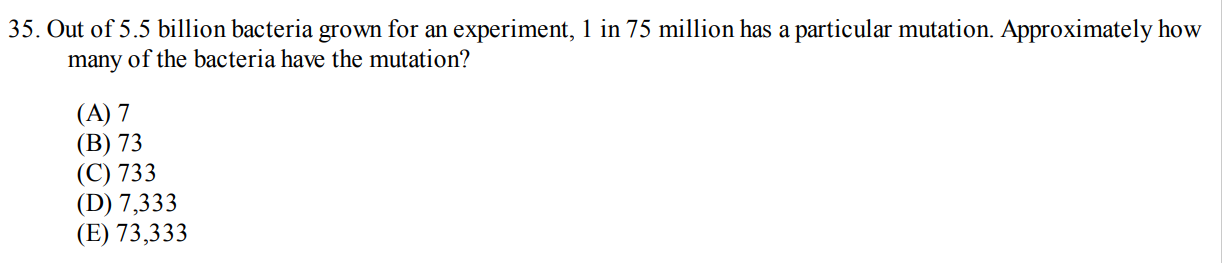 35. Out of 5.5 billion bacteria grown for an experiment, 1 in 75 million has a particular mutation. Approximately how
many of the bacteria have the mutation?
(A) 7
(B) 73
(C) 733
(D) 7,333
(E) 73,333